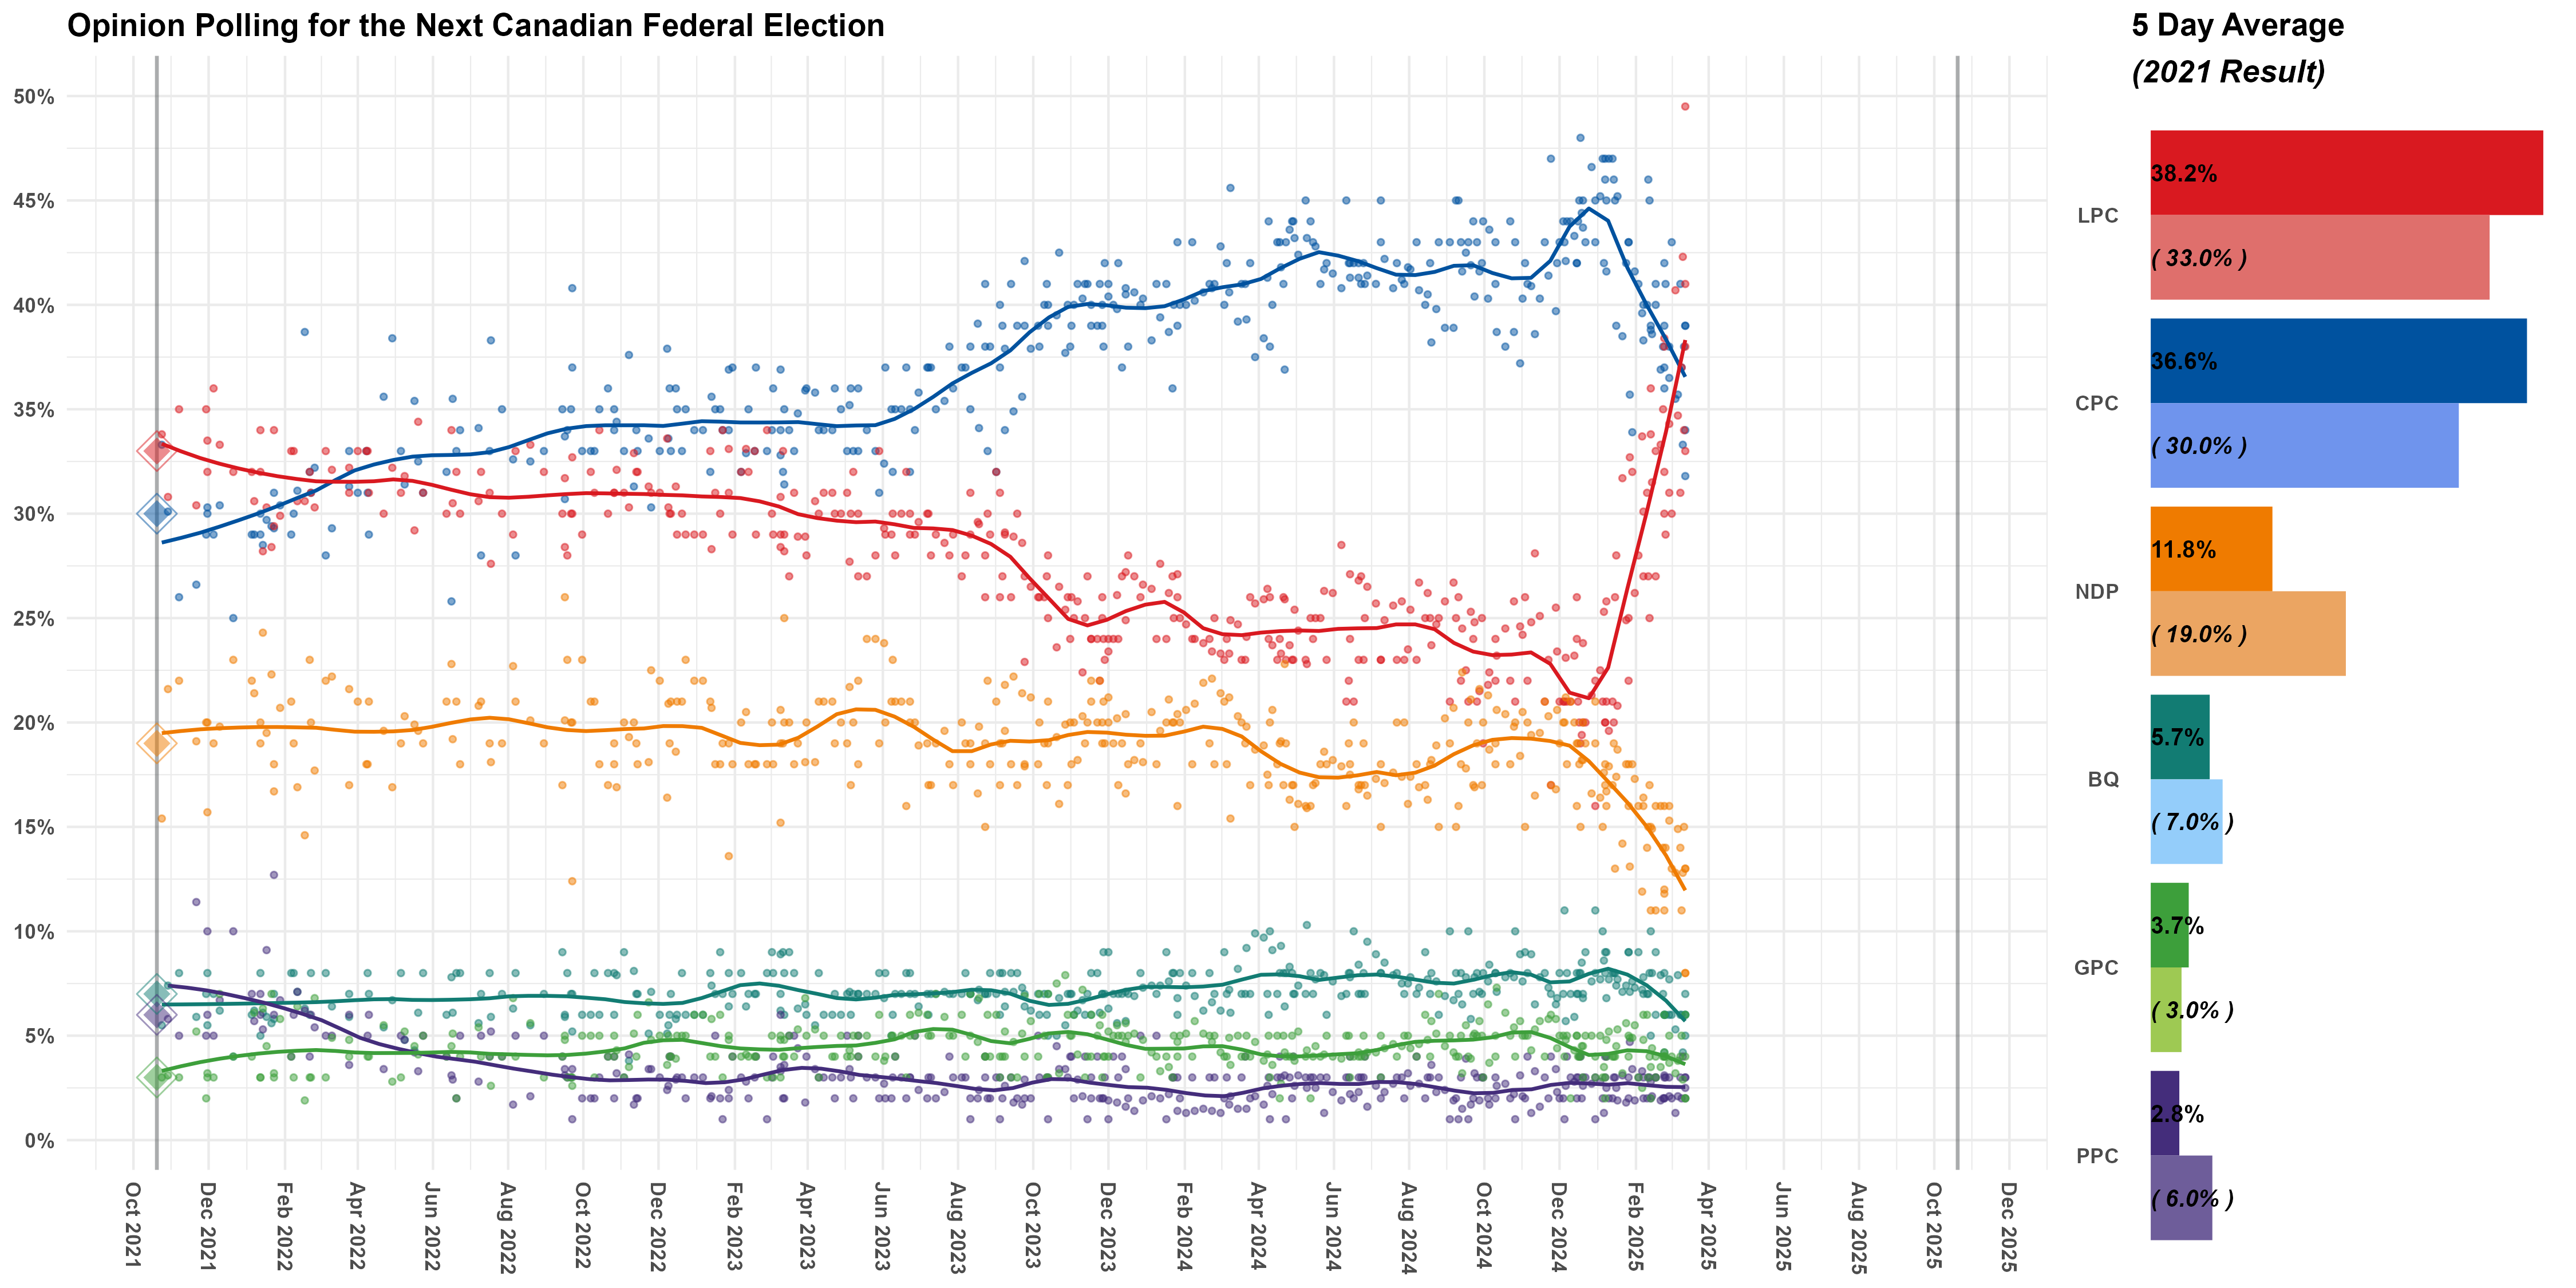 Opinion Polling for the Next Canadian Federal Election
50%
45%
40%
35%
30%
25%
20%
15%
10%
5%
0%
Oct 2021
Dec 2021
Feb 2022
Apr 2022
Jun 2022
Aug 2022
Oct 2022
Dec 2022
Feb 2023
Apr 2023
Jun 2023
Aug 2023
Oct 2023
Dec 2023
Feb 2024
Apr 2024
Jun 2024
Aug 2024
Oct 2024
Dec 2024
Feb 2025
Apr 2025
Jun 2025
Aug 2025
Oct 2025
Dec 2025
5 Day Average
(2021 Result)
LPC
38.2%
( 33.0% )
CPC
36.6%
( 30.0% )
NDP
11.8%
( 19.0% )
BQ
5.7%
( 7.0% )
GPC
3.7%
( 3.0% )
PPC
2.8%
( 6.0% )